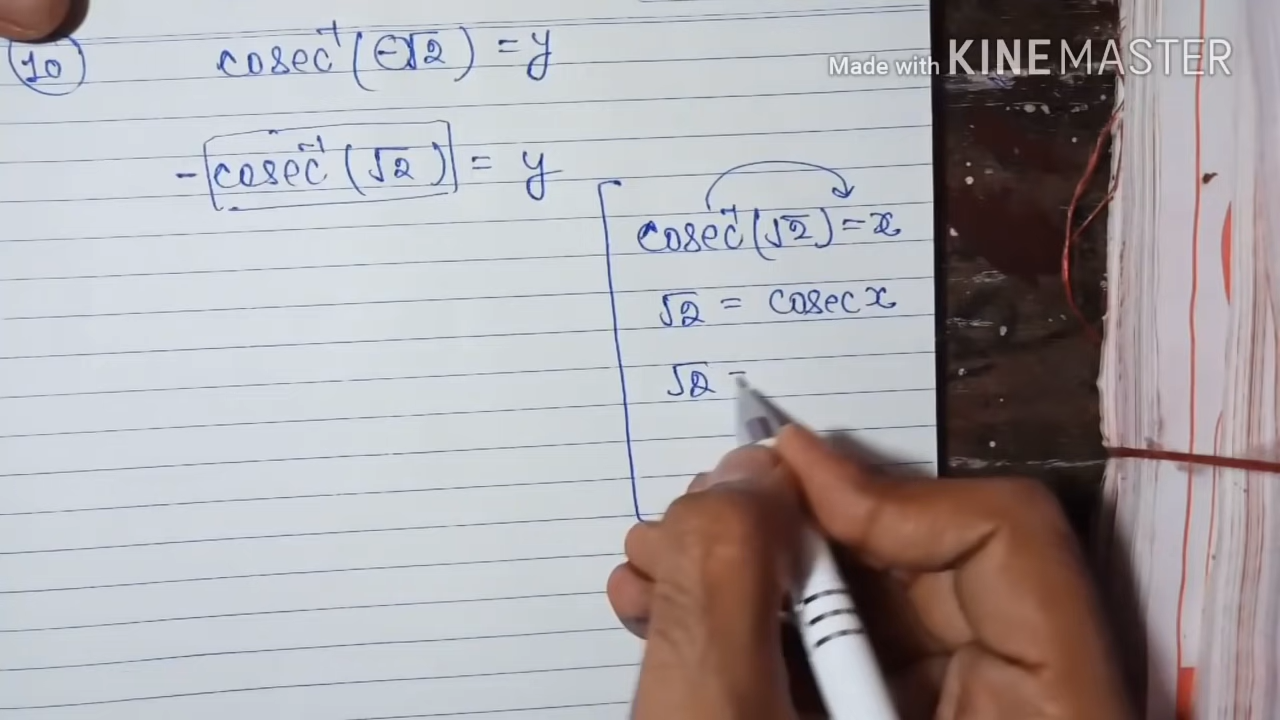 10 cosec⁻¹(-√2) = y
Made with KINEMASTER
-cosec⁻¹(√2) = y
cosec⁻¹(√2) = x
√2 = cosec x
√2 =